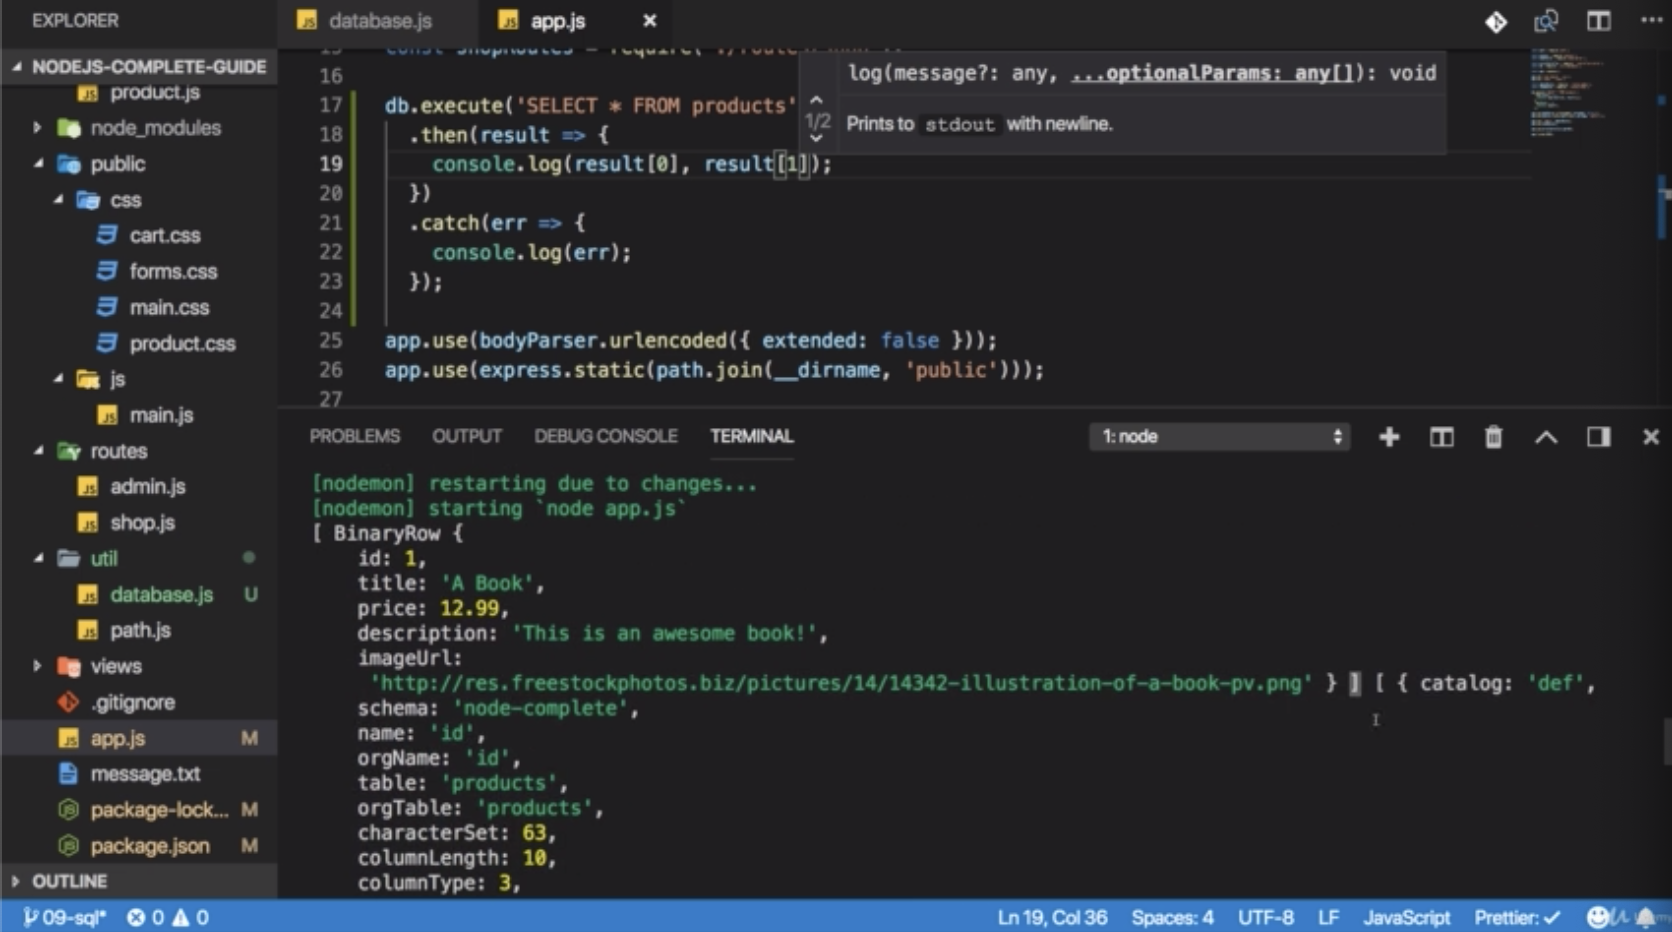 EXPLORER
database.js
app.js
NODEJS-COMPLETE-GUIDE
product.js
node_modules
public
css
cart.css
forms.css
main.css
product.css
js
main.js
routes
admin.js
shop.js
util
database.js U
path.js
views
.gitignore
app.js M
message.txt
package-lock... M
package.json M
OUTLINE
16
17 db.execute('SELECT * FROM products'
18 .then(result => {
19 console.log(result[0], result[1]);
20 })
21 .catch(err => {
22 console.log(err);
23 });
24
25 app.use(bodyParser.urlencoded({ extended: false }));
26 app.use(express.static(path.join(__dirname, 'public')));
27
log(message?: any, ...optionalParams: any[]): void
1/2
Prints to stdout with newline.
PROBLEMS OUTPUT DEBUG CONSOLE TERMINAL
1: node
[nodemon] restarting due to changes...
[nodemon] starting `node app.js`
[ BinaryRow {
id: 1,
title: 'A Book',
price: 12.99,
description: 'This is an awesome book!',
imageUrl:
'http://res.freestockphotos.biz/pictures/14/14342-illustration-of-a-book-pv.png' } ] [ { catalog: 'def',
schema: 'node-complete',
name: 'id',
orgName: 'id',
table: 'products',
orgTable: 'products',
characterSet: 63,
columnLength: 10,
columnType: 3,
09-sql* 0 0
Ln 19, Col 36 Spaces: 4 UTF-8 LF JavaScript Prettier: ✓